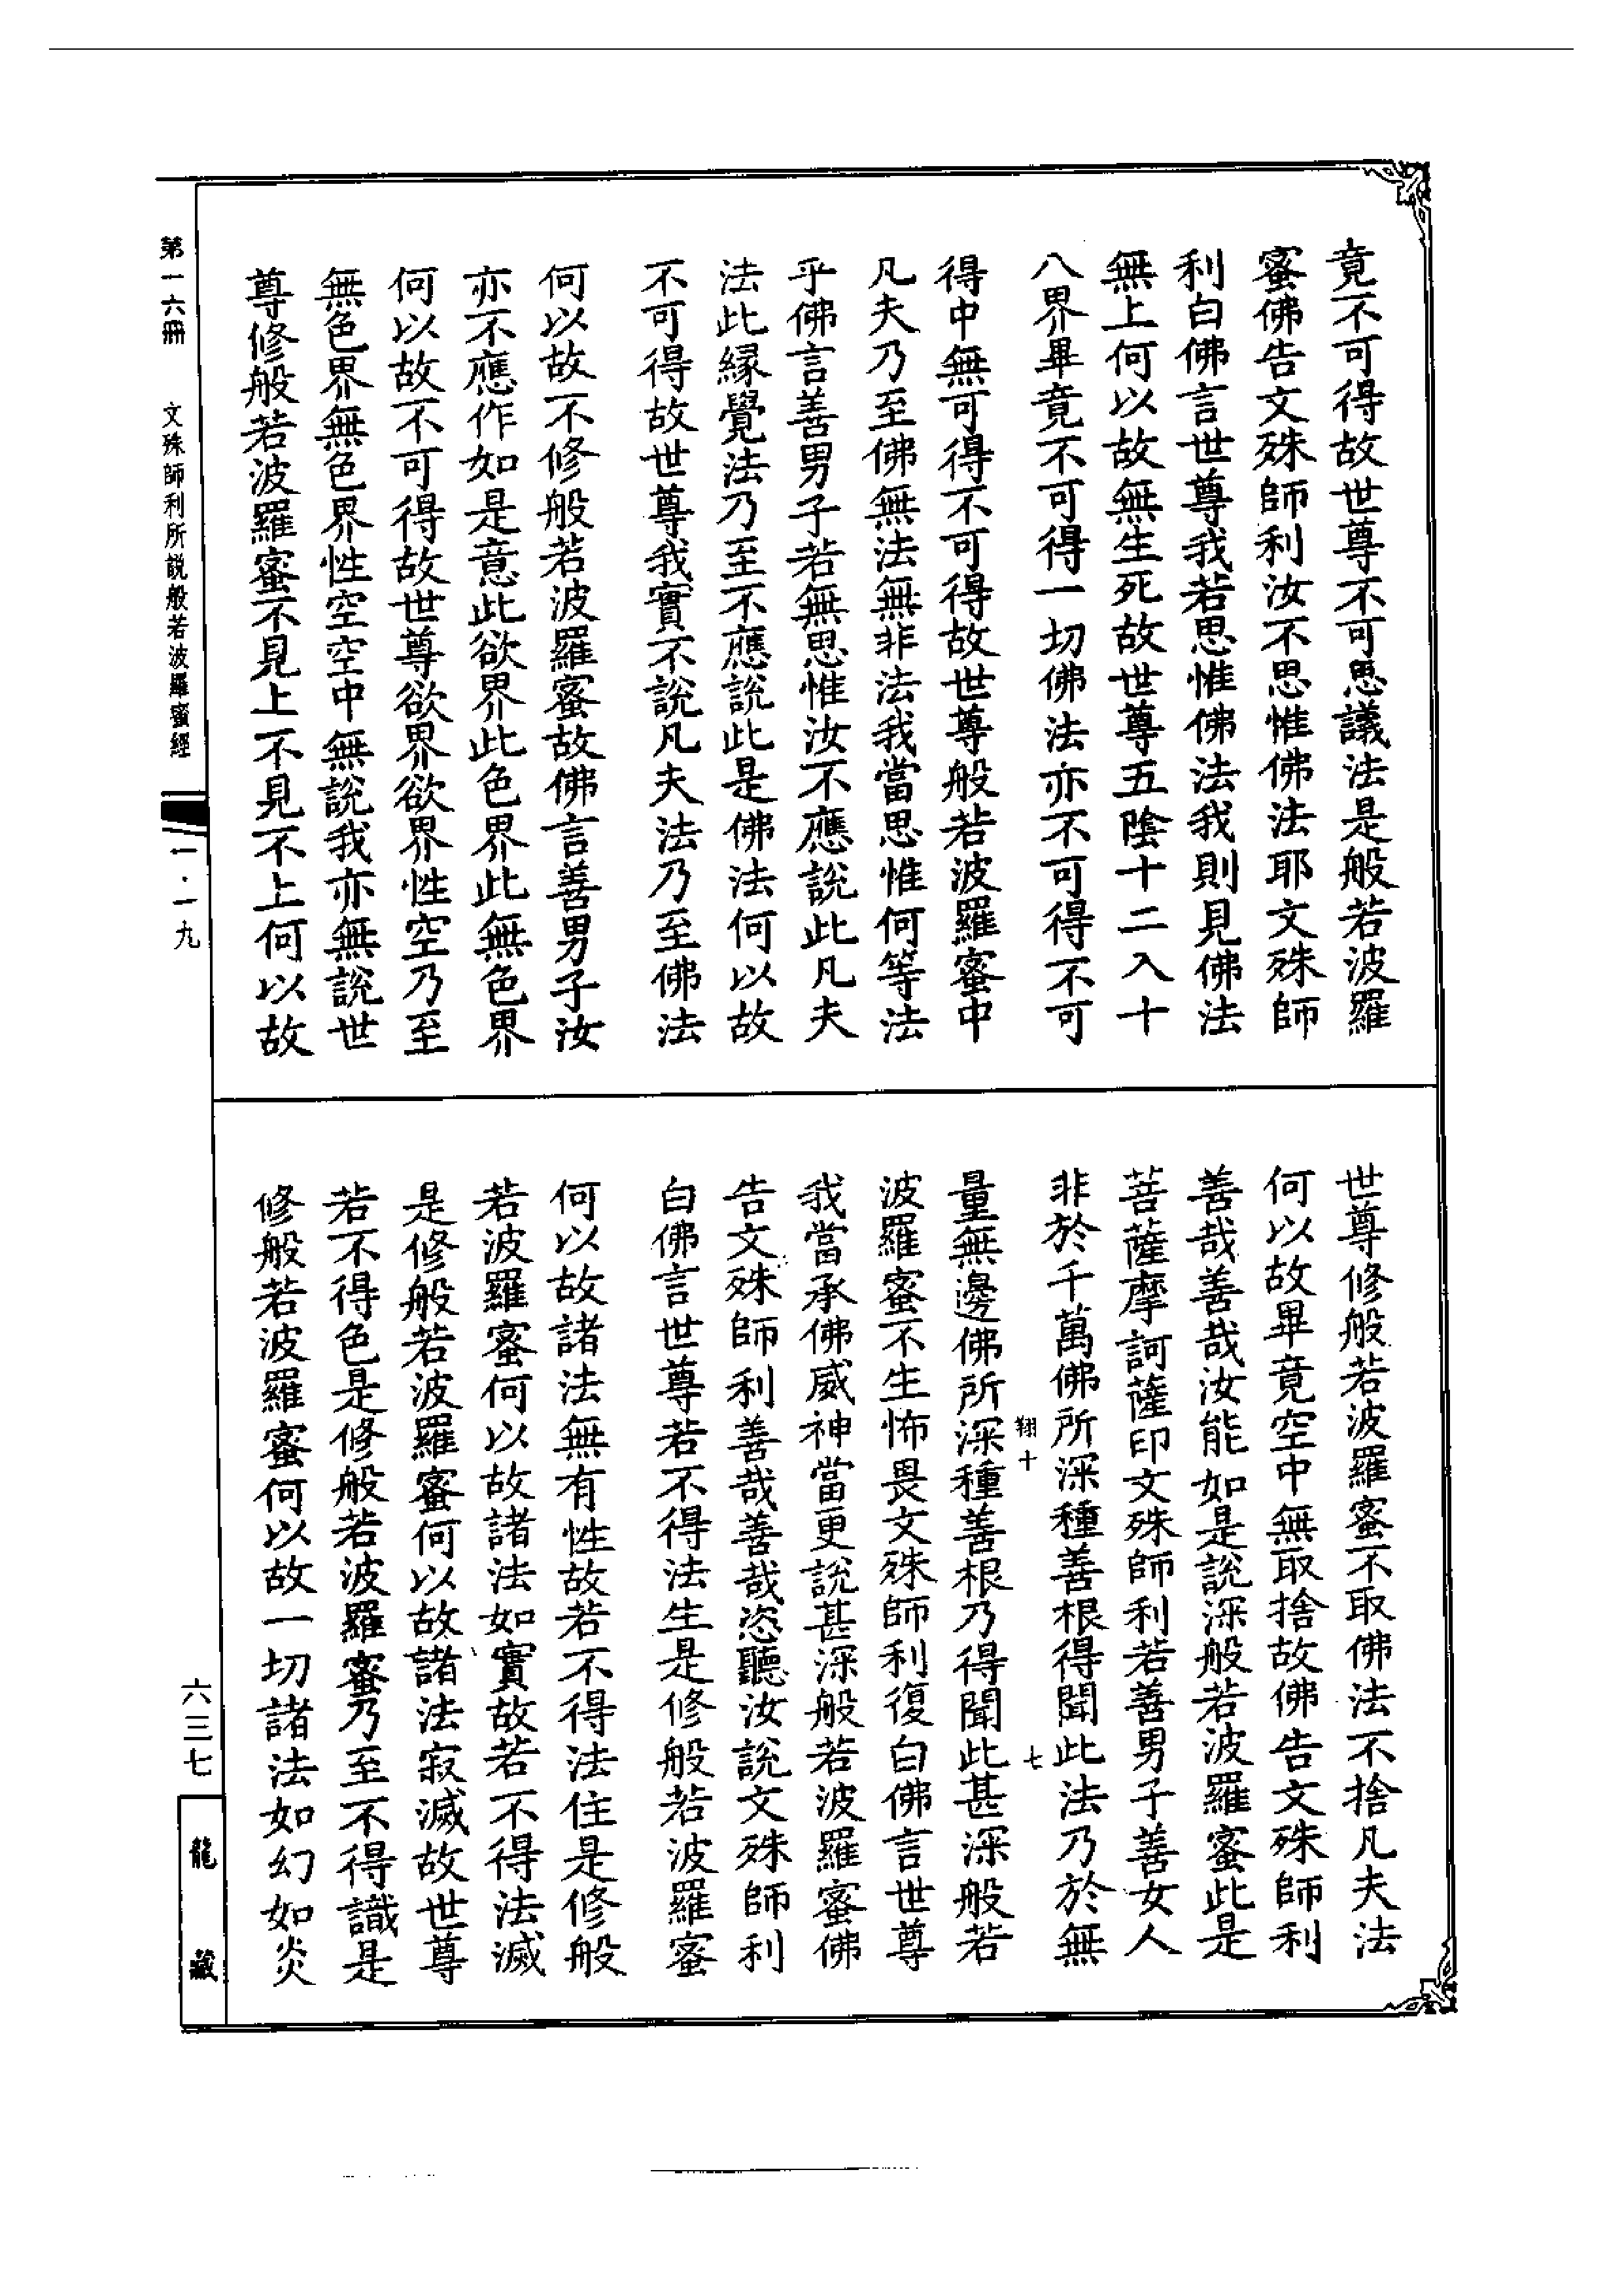 竟不可得故世尊不可思議法是般若波羅
蜜佛告文殊師利汝不思惟佛法耶文殊師
利白佛言世尊我若思惟佛法我則見佛法
無上何以故無生死故世尊五陰十二入十
八界畢竟不可得一切佛法亦不可得不可
得中無可得不可得故世尊般若波羅蜜中
凡夫乃至佛無法無非法我當思惟何等法
乎佛言善男子若無思惟汝不應說此凡夫
法此縁覺法乃至不應說此是佛法何以故
不可得故世尊我實不說凡夫法乃至佛法
何以故不修般若波羅蜜故佛言善男子汝
亦不應作如是意此欲界此色界此無色界
何以故不可得故世尊欲界欲界性空乃至
無色界無色界性空空中無說我亦無說世
尊修般若波羅蜜不見上不見不上何以故
世尊修般若波羅蜜不取佛法不捨凡夫法
何以故畢竟空中無取捨故佛告文殊師利
善哉善哉汝能如是說深般若波羅蜜此是
菩薩摩訶薩印文殊師利若善男子善女人
非於千萬佛所深種善根得聞此法乃於無
翔十 七
量無邊佛所深種善根乃得聞此甚深般若
波羅蜜不生怖畏文殊師利復白佛言世尊
我當承佛威神當更說甚深般若波羅蜜佛
告文殊師利善哉善哉恣聽汝說文殊師利
白佛言世尊若不得法生是修般若波羅蜜
何以故諸法無有性故若不得法住是修般
若波羅蜜何以故諸法如實故若不得法滅
是修般若波羅蜜何以故諸法寂滅故世尊
若不得色是修般若波羅蜜乃至不得識是
修般若波羅蜜何以故一切諸法如幻如炎
第一六冊 文殊師利所說般若波羅蜜經 一·一九
六三七 龍藏